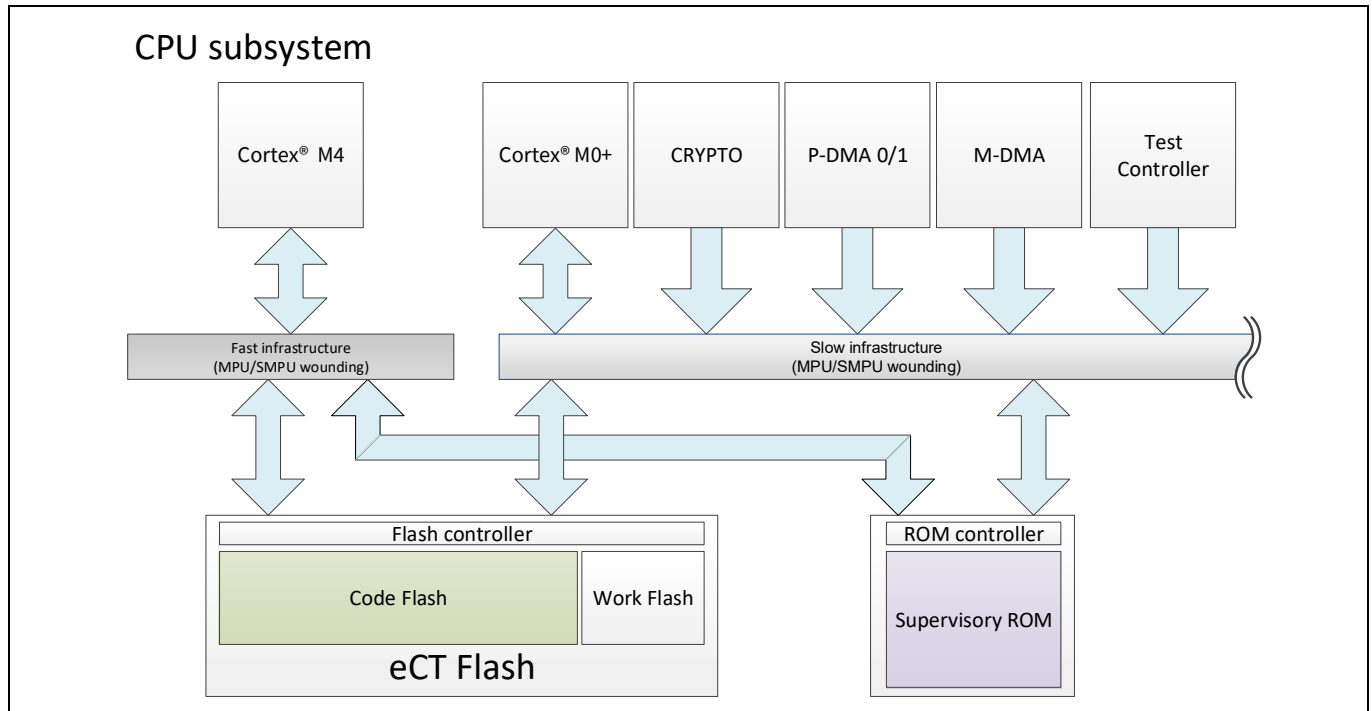 CPU subsystem
Cortex® M4
Cortex® M0+
CRYPTO
P-DMA 0/1
M-DMA
Test
Controller
Fast infrastructure
(MPU/SMPU wounding)
Slow infrastructure
(MPU/SMPU wounding)
Flash controller
Code Flash
Work Flash
eCT Flash
ROM controller
Supervisory ROM